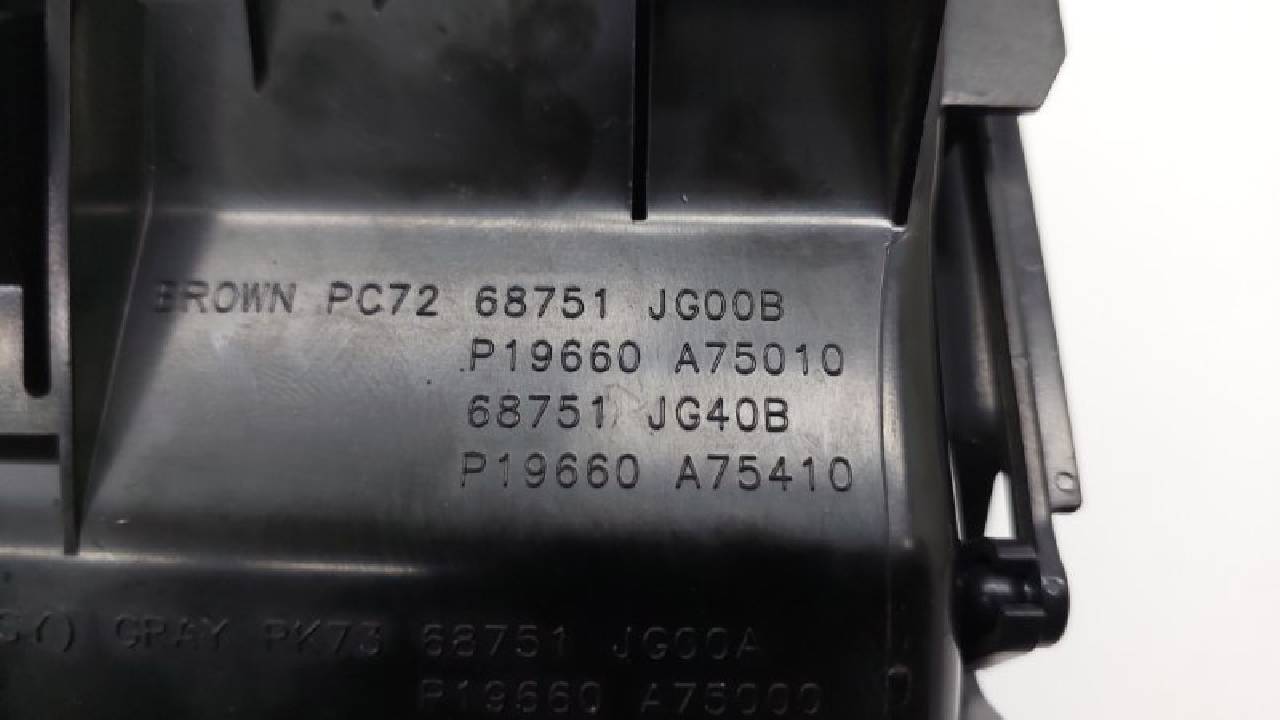 BROWN PC72 68751 JG00B
P19660 A75010
68751 JG40B
P19660 A75410
GRAY PK73 68751 JG00A
P19660 A75000